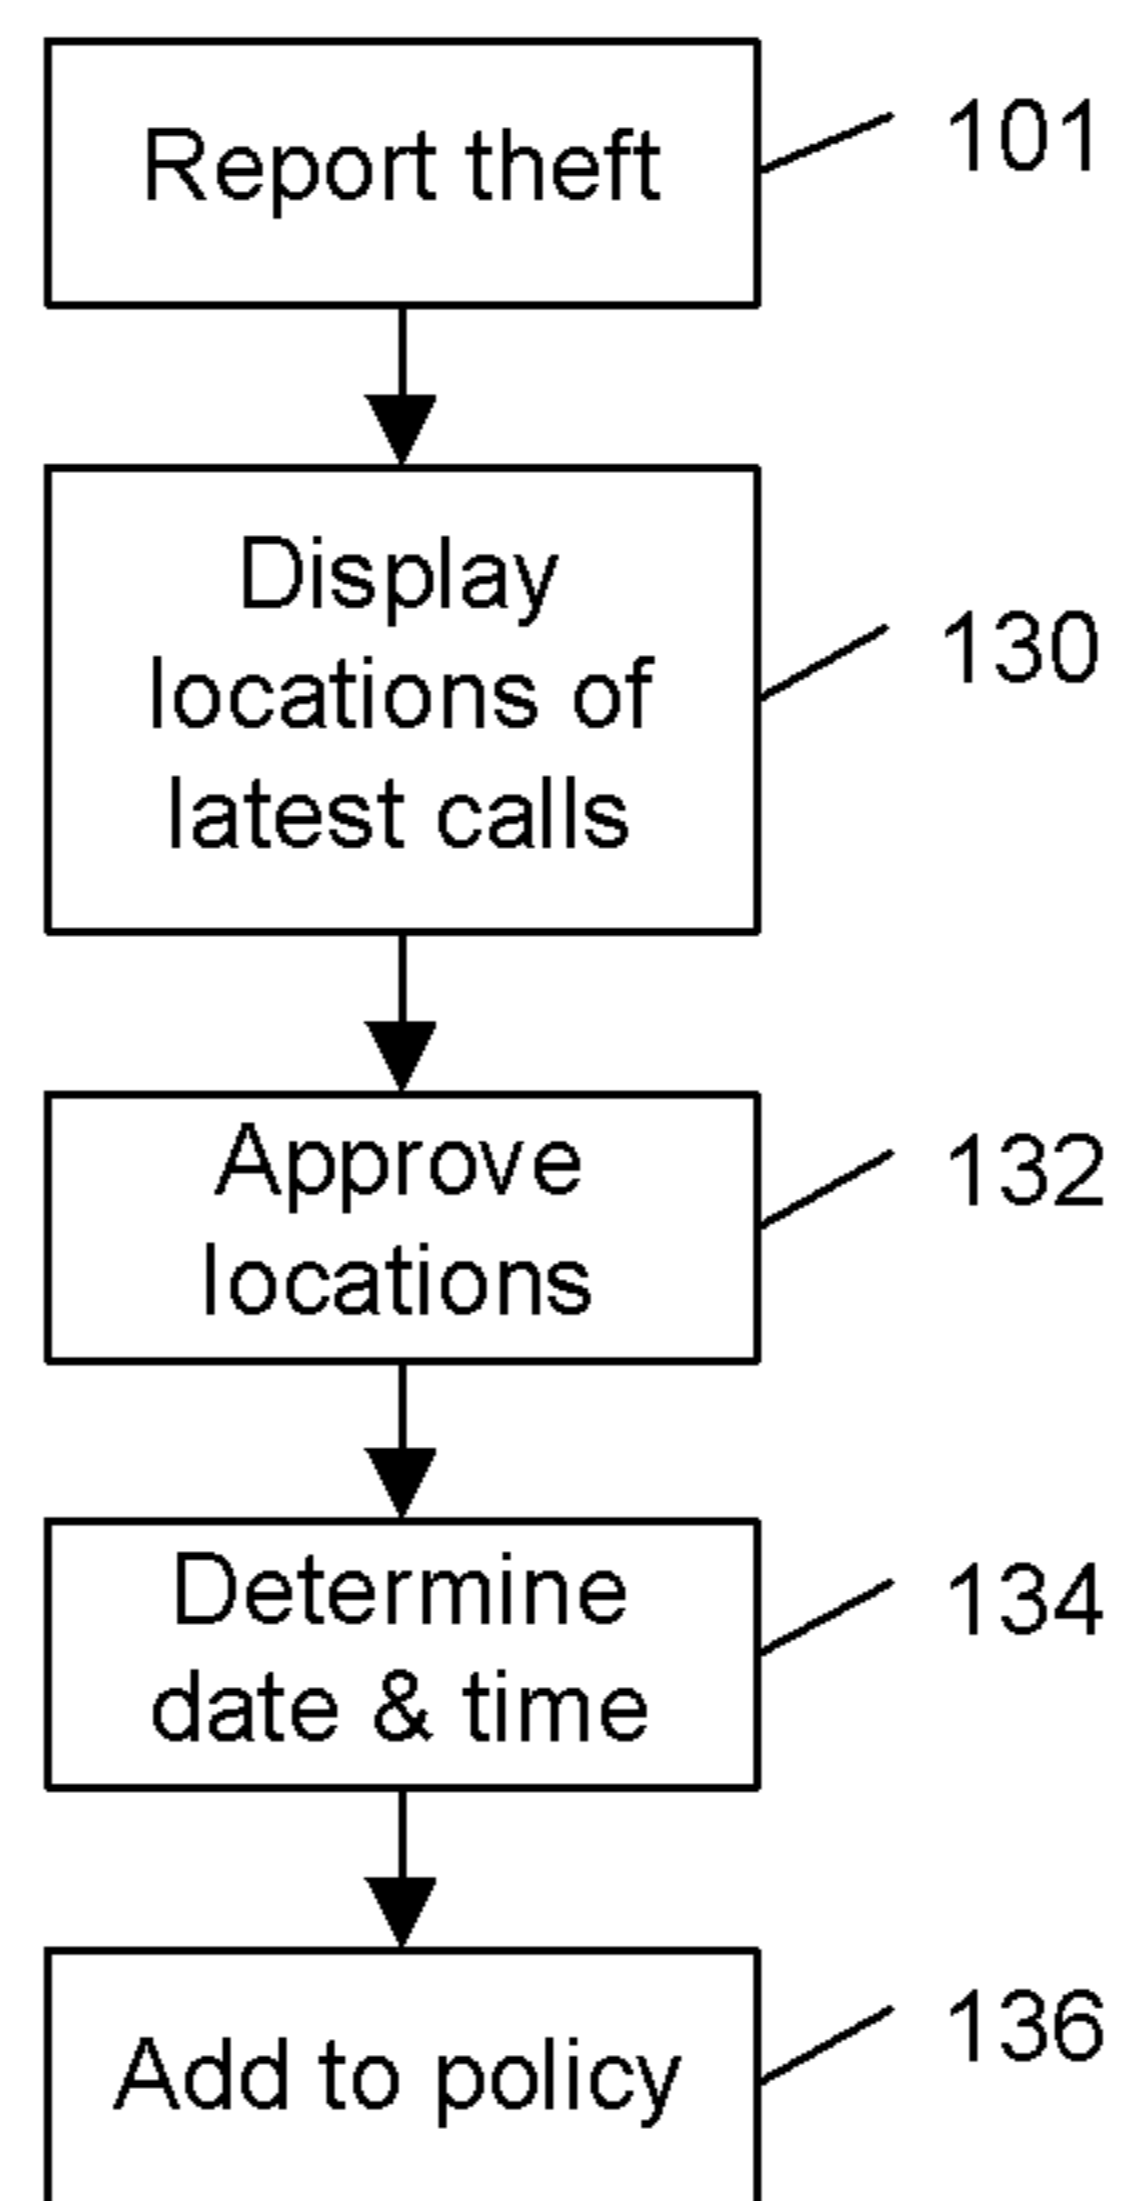 Report theft
101
Display
locations of
latest calls
130
Approve
locations
132
Determine
date & time
134
Add to policy
136